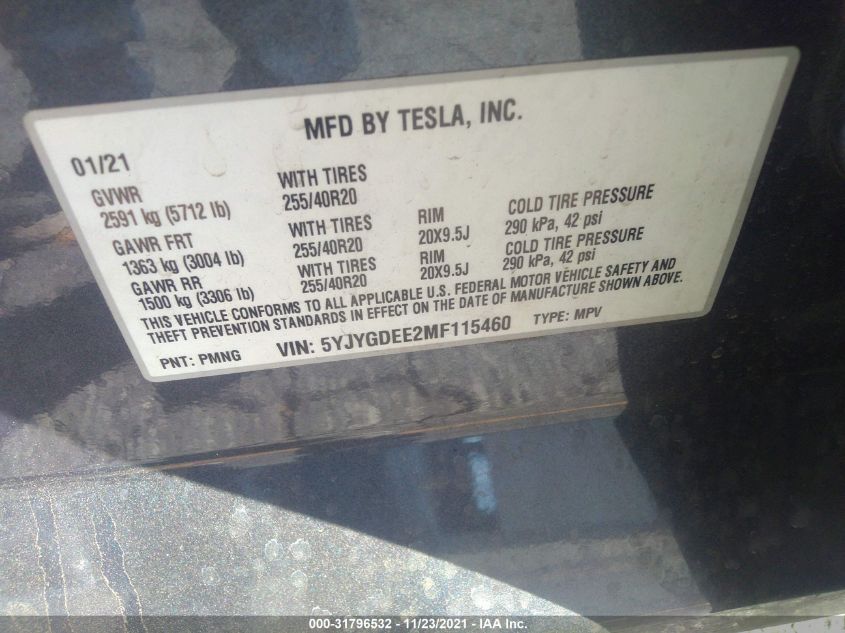 MFD BY TESLA, INC.
01/21
GVWR WITH TIRES
2591 kg (5712 lb) 255/40R20
GAWR FRT WITH TIRES RIM COLD TIRE PRESSURE
1363 kg (3004 lb) 255/40R20 20X9.5J 290 kPa, 42 psi
GAWR RR WITH TIRES RIM COLD TIRE PRESSURE
1500 kg (3306 lb) 255/40R20 20X9.5J 290 kPa, 42 psi
THIS VEHICLE CONFORMS TO ALL APPLICABLE U.S. FEDERAL MOTOR VEHICLE SAFETY AND
THEFT PREVENTION STANDARDS IN EFFECT ON THE DATE OF MANUFACTURE SHOWN ABOVE.
PNT: PMNG VIN: 5YJYGDEE2MF115460 TYPE: MPV
000-31796532 - 11/23/2021 - IAA Inc.